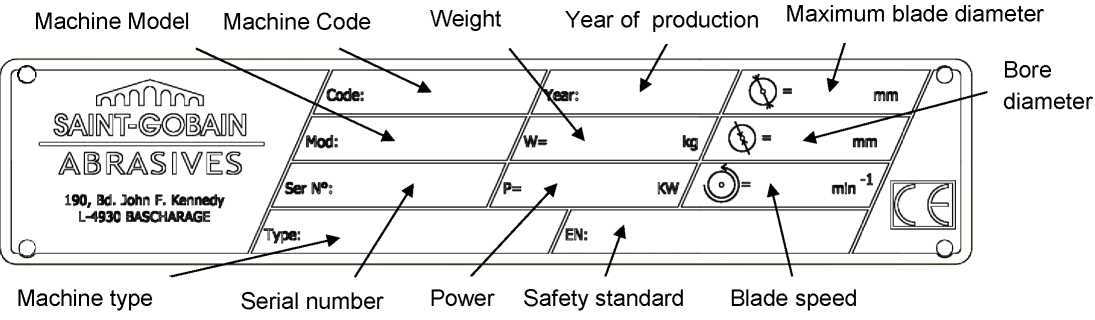 Machine Model
Machine Code
Weight
Year of production
Maximum blade diameter
Bore
diameter
SAINT-GOBAIN
ABRASIVES
190, Bd. John F. Kennedy
L-4930 BASCHARAGE
Code:
Year:
= mm
Mod:
W= kg
= mm
Ser N°:
P= KW
= min -1
Type:
EN:
CE
Machine type
Serial number
Power
Safety standard
Blade speed